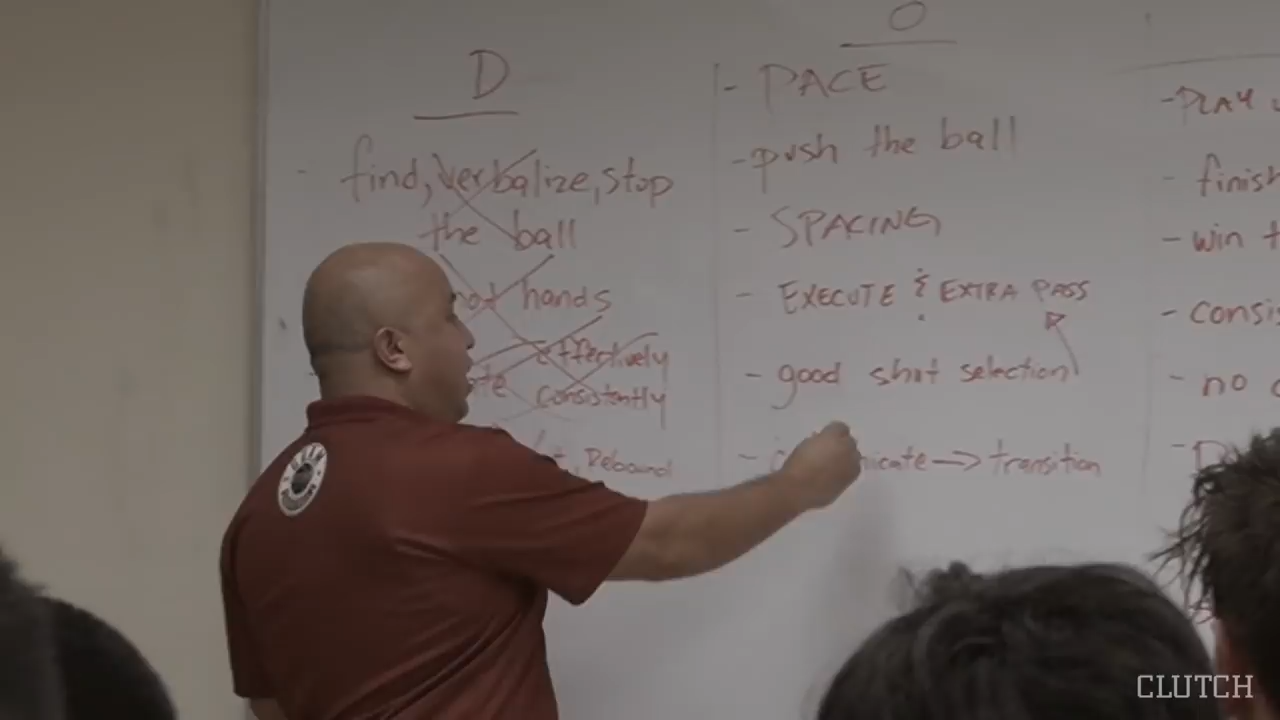 D
- find, verbalize, stop
the ball
hot hands
effectively
consistently
, Rebound
O
- PACE
- push the ball
- SPACING
- EXECUTE & EXTRA PASS
- good shot selection
- → transition
- PLAY
- finish
- win
-
- no
-
CLUTCH